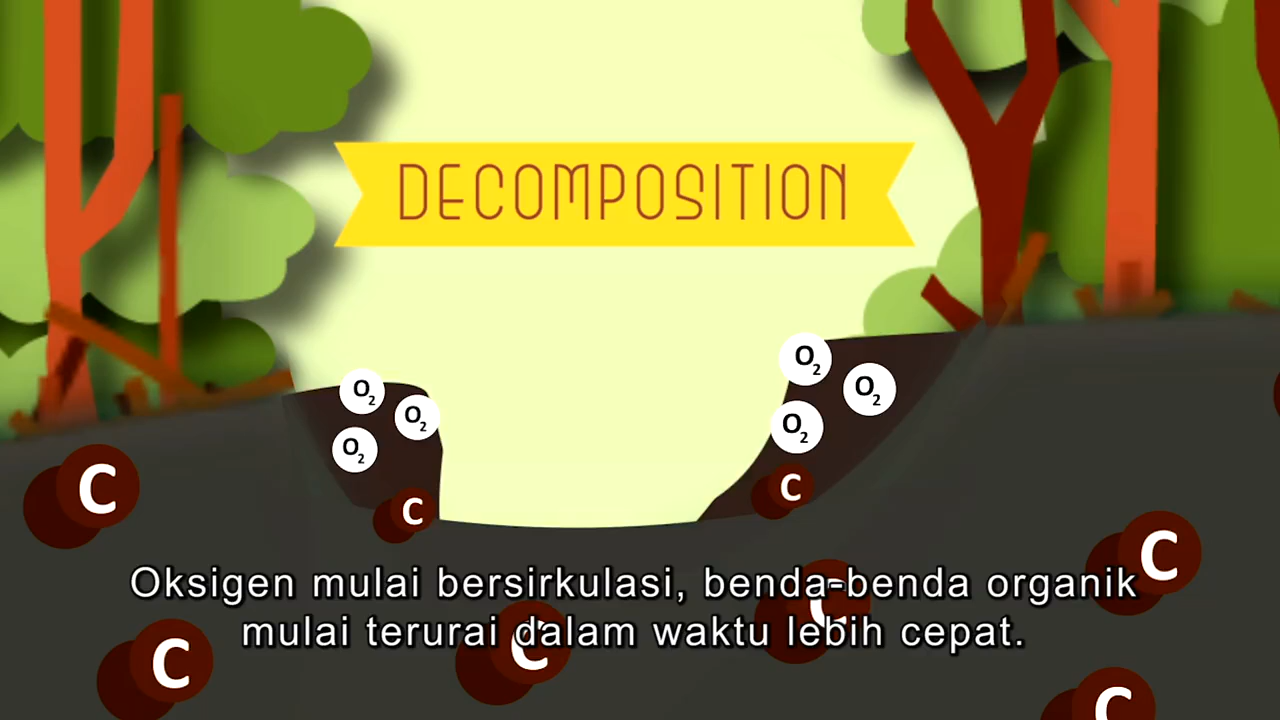 DECOMPOSITION
O2
O2
O2
O2
O2
O2
C
C
C
C
C
C
C
C
Oksigen mulai bersirkulasi, benda-benda organik
mulai terurai dalam waktu lebih cepat.